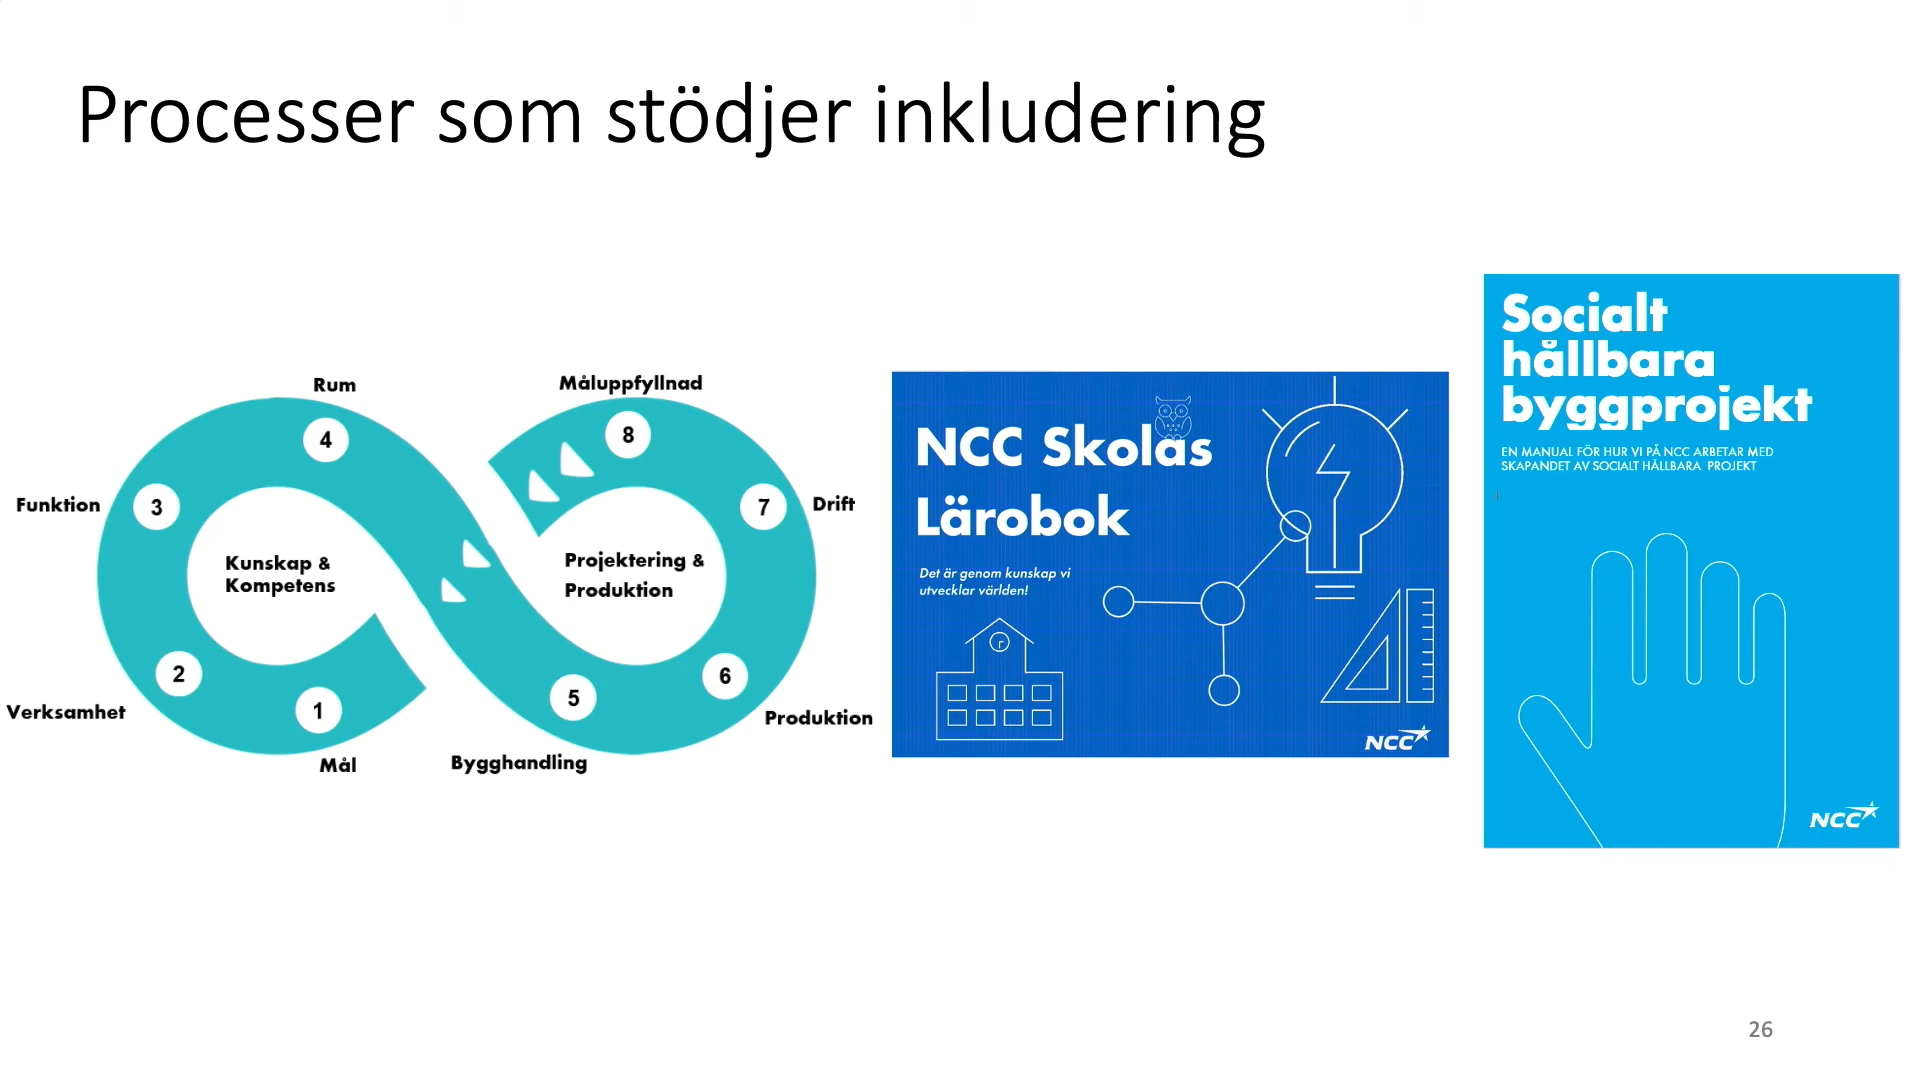 Processer som stödjer inkludering
Rum
4
Funktion
3
Kunskap &
Kompetens
2
Verksamhet
1
Mål
Måluppfyllnad
8
7
Drift
Projektering &
Produktion
6
Produktion
5
Bygghandling
NCC Skolas
Lärobok
Det är genom kunskap vi
utvecklar världen!
NCC
Socialt
hållbara
byggprojekt
EN MANUAL FÖR HUR VI PÅ NCC ARBETAR MED
SKAPANDET AV SOCIALT HÅLLBARA PROJEKT
NCC
26